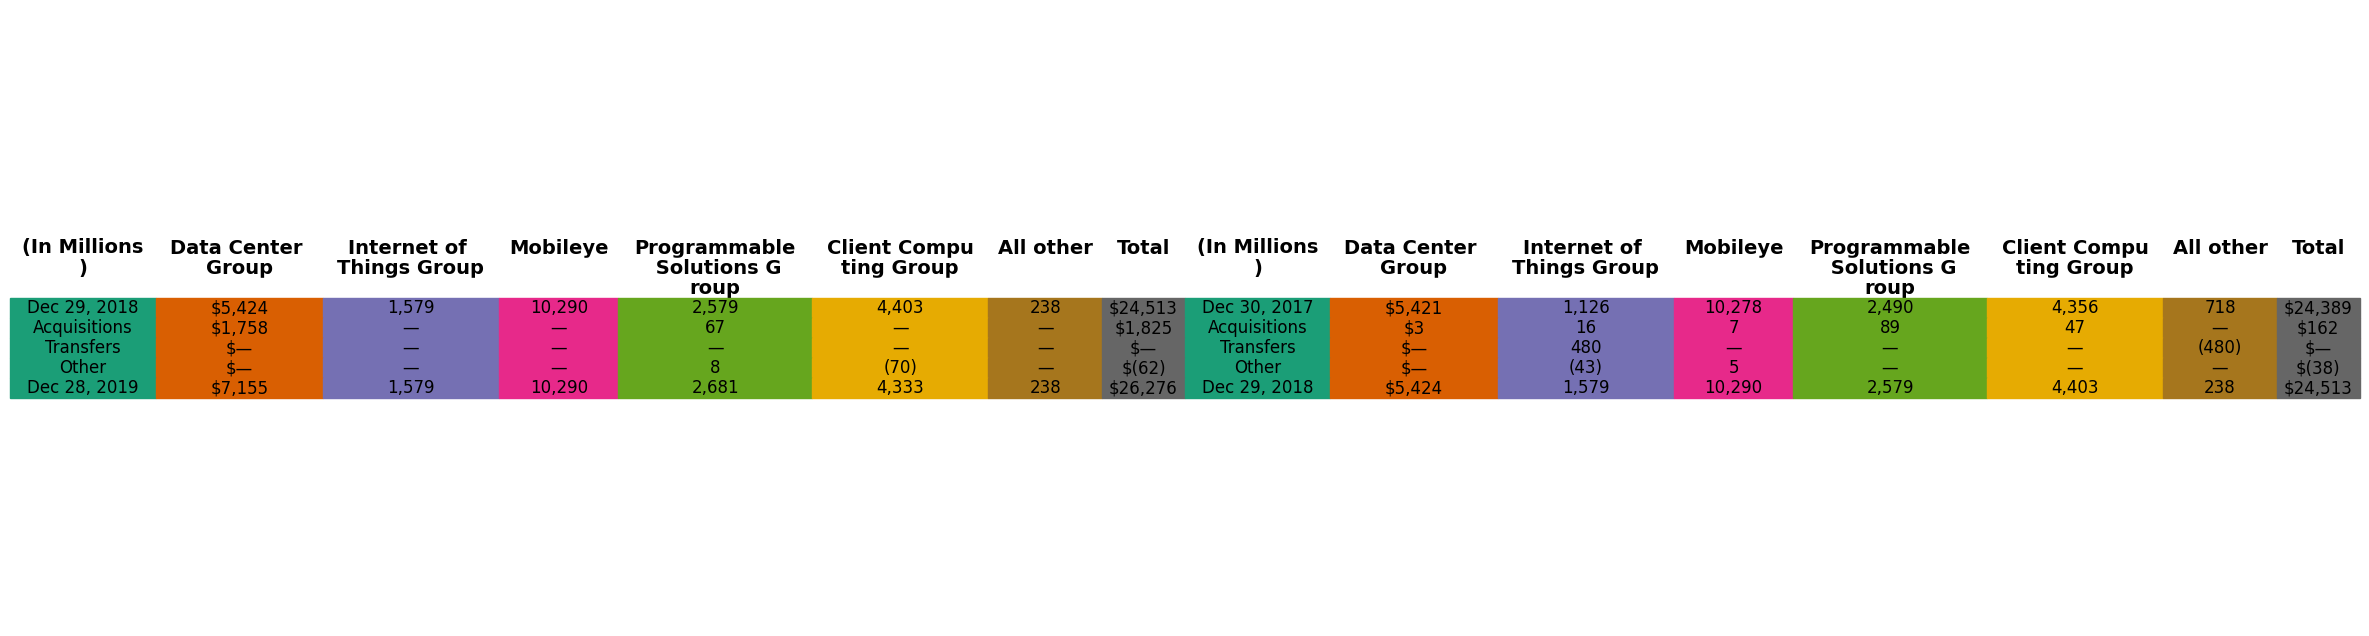 (In Millions) Data Center Group Internet of Things Group Mobileye Programmable Solutions Group Client Computing Group All other Total (In Millions) Data Center Group Internet of Things Group Mobileye Programmable Solutions Group Client Computing Group All other Total
Dec 29, 2018 $5,424 1,579 10,290 2,579 4,403 238 $24,513 Dec 30, 2017 $5,421 1,126 10,278 2,490 4,356 718 $24,389
Acquisitions $1,758 — — 67 — — $1,825 Acquisitions $3 16 7 89 47 — $162
Transfers $— — — — — — $— Transfers $— 480 — — — (480) $—
Other $— — — 8 (70) — $(62) Other $— (43) 5 — — — $(38)
Dec 28, 2019 $7,155 1,579 10,290 2,681 4,333 238 $26,276 Dec 29, 2018 $5,424 1,579 10,290 2,579 4,403 238 $24,513